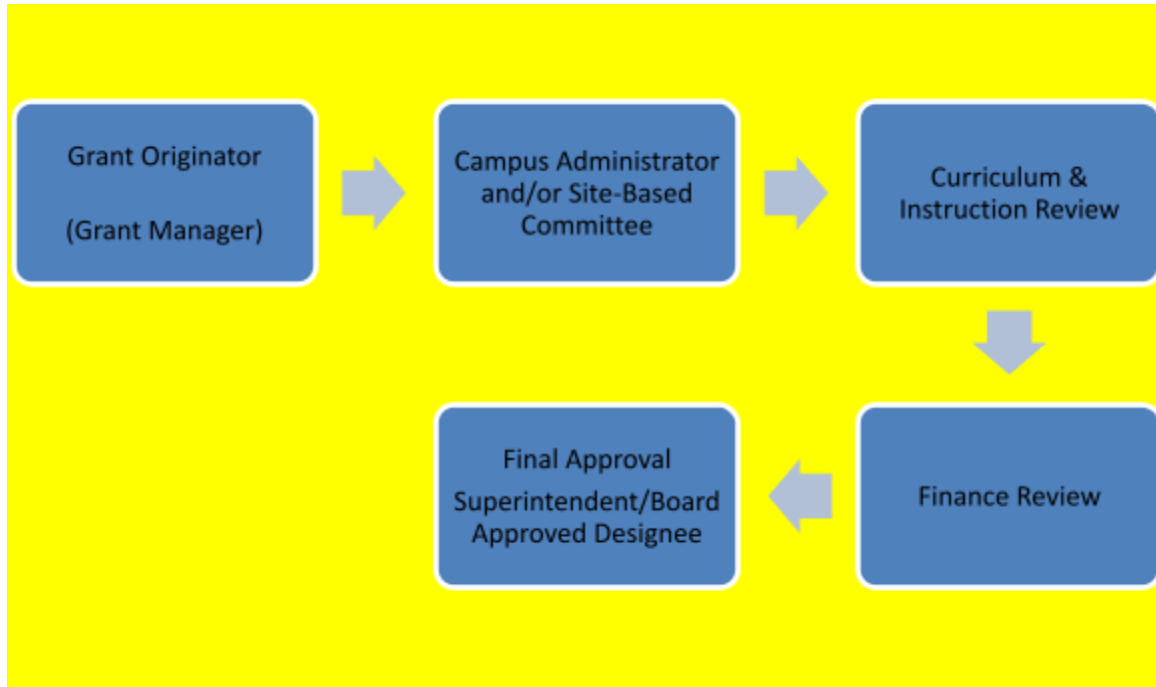 Grant Originator
(Grant Manager)
Campus Administrator
and/or Site-Based
Committee
Curriculum &
Instruction Review
Finance Review
Final Approval
Superintendent/Board
Approved Designee